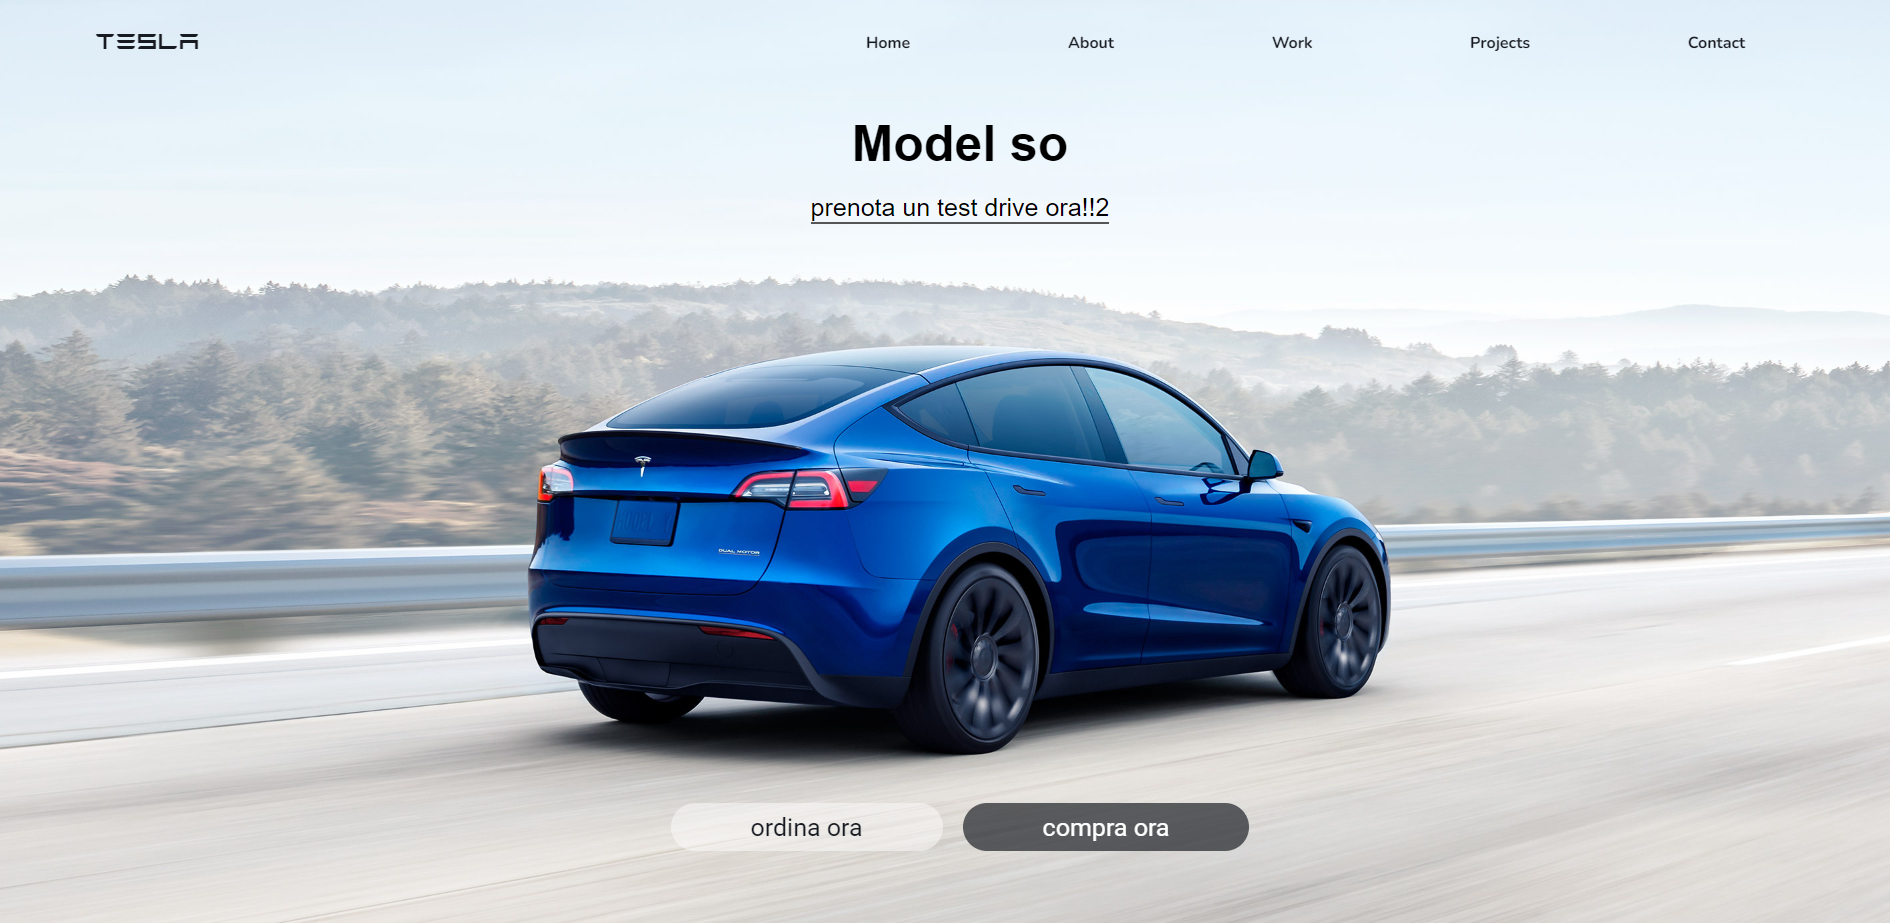 TESLA
Home About Work Projects Contact
Model so
prenota un test drive ora!!2
DUAL MOTOR
ordina ora
compra ora